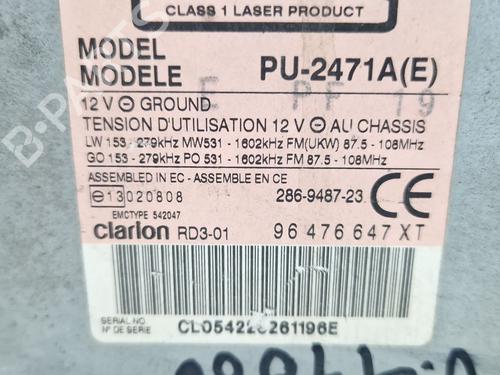 CLASS 1 LASER PRODUCT
MODEL
MODELE PU-2471A(E)
E PF 19
12 V ⊖ GROUND
TENSION D'UTILISATION 12 V ⊖ AU CHASSIS
LW 153 - 279kHz MW531 - 1602kHz FM(UKW) 87.5 - 108MHz
GO 153 - 279kHz PO 531 - 1602kHz FM 87.5 - 108MHz
ASSEMBLED IN EC - ASSEMBLE EN CE
e13 020808 286-9487-23 CE
EMCTYPE 542047
clarion RD3-01 96 476 647 XT
SERIAL NO
N° DE SERIE
B-PARTS